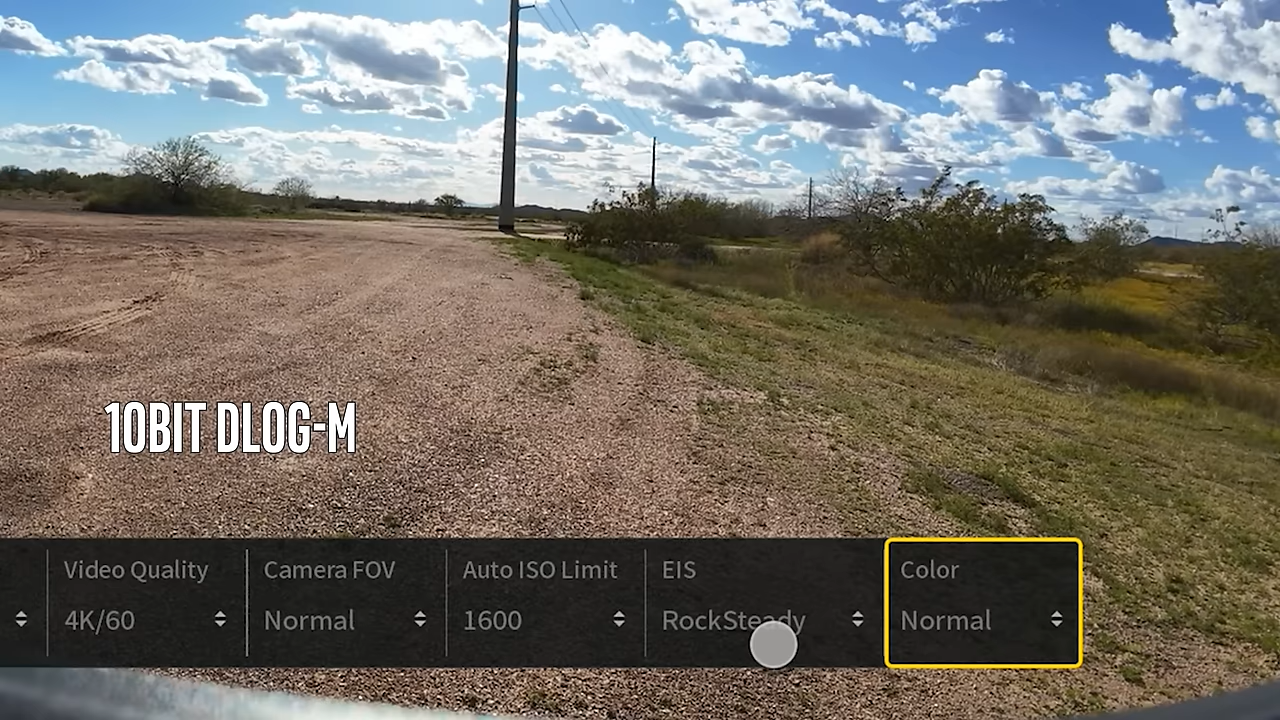 10BIT DLOG-M
Video Quality
Camera FOV
Auto ISO Limit
EIS
Color
4K/60
Normal
1600
RockSteady
Normal